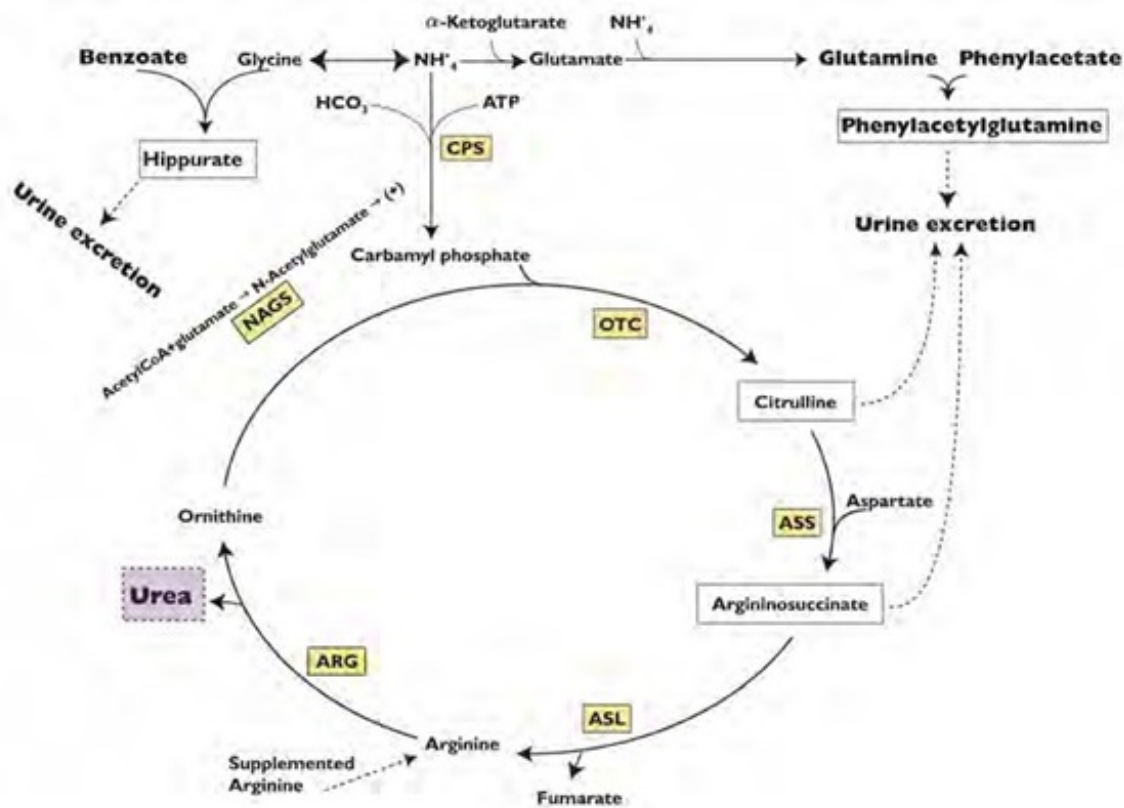 α-Ketoglutarate
NH⁺₄
Benzoate
Glycine
NH⁺₄
Glutamate
Glutamine
Phenylacetate
HCO₃
ATP
Phenylacetylglutamine
CPS
Hippurate
Urine excretion
Urine excretion
AcetylCoA+glutamate → N-Acetylglutamate → (+)
NAGS
Carbamyl phosphate
OTC
Citrulline
Aspartate
ASS
Ornithine
Urea
Argininosuccinate
ARG
ASL
Arginine
Supplemented
Arginine
Fumarate